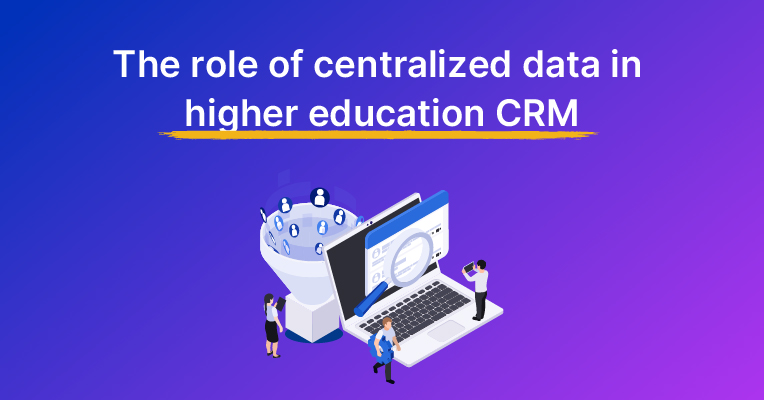 The role of centralized data in
higher education CRM